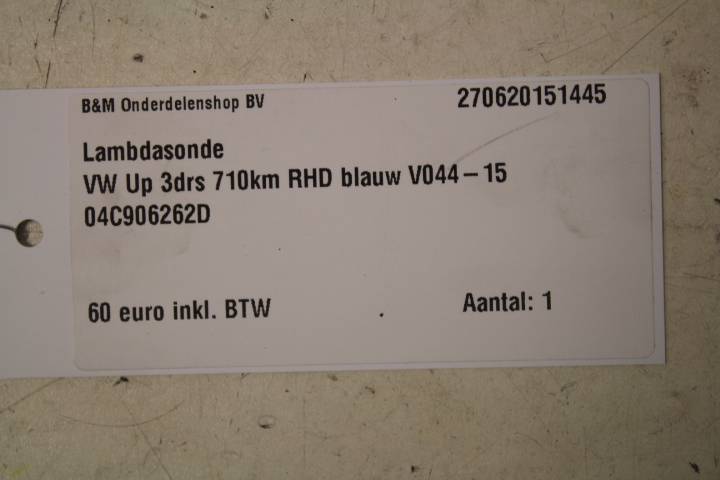 B&M Onderdelenshop BV 270620151445
Lambdasonde
VW Up 3drs 710km RHD blauw V044-15
04C906262D
60 euro inkl. BTW Aantal: 1